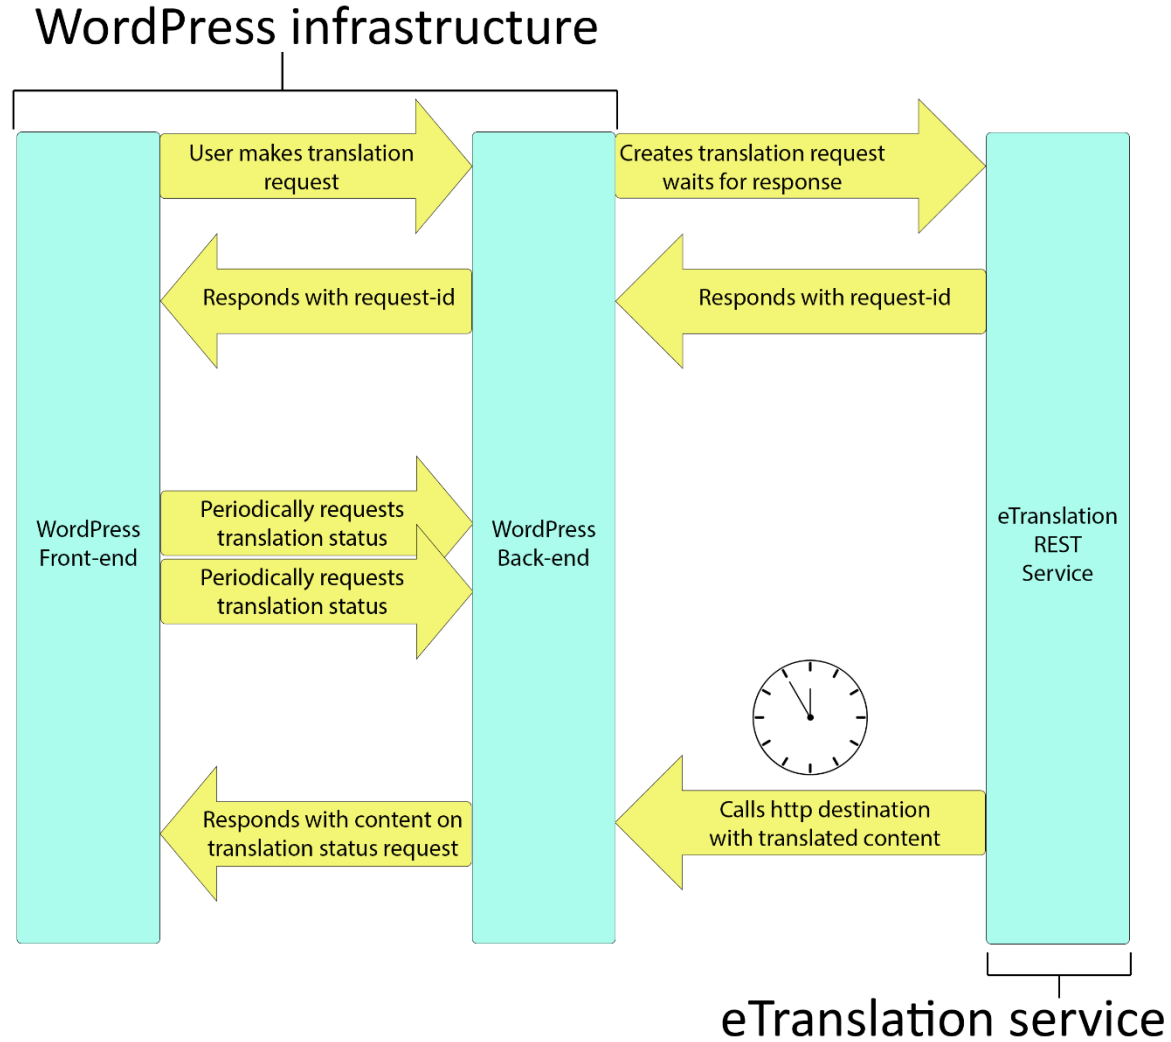 WordPress infrastructure
User makes translation
request
Creates translation request
waits for response
Responds with request-id
Responds with request-id
WordPress
Front-end
Periodically requests
translation status
Periodically requests
translation status
WordPress
Back-end
eTranslation
REST
Service
Responds with content on
translation status request
Calls http destination
with translated content
eTranslation service